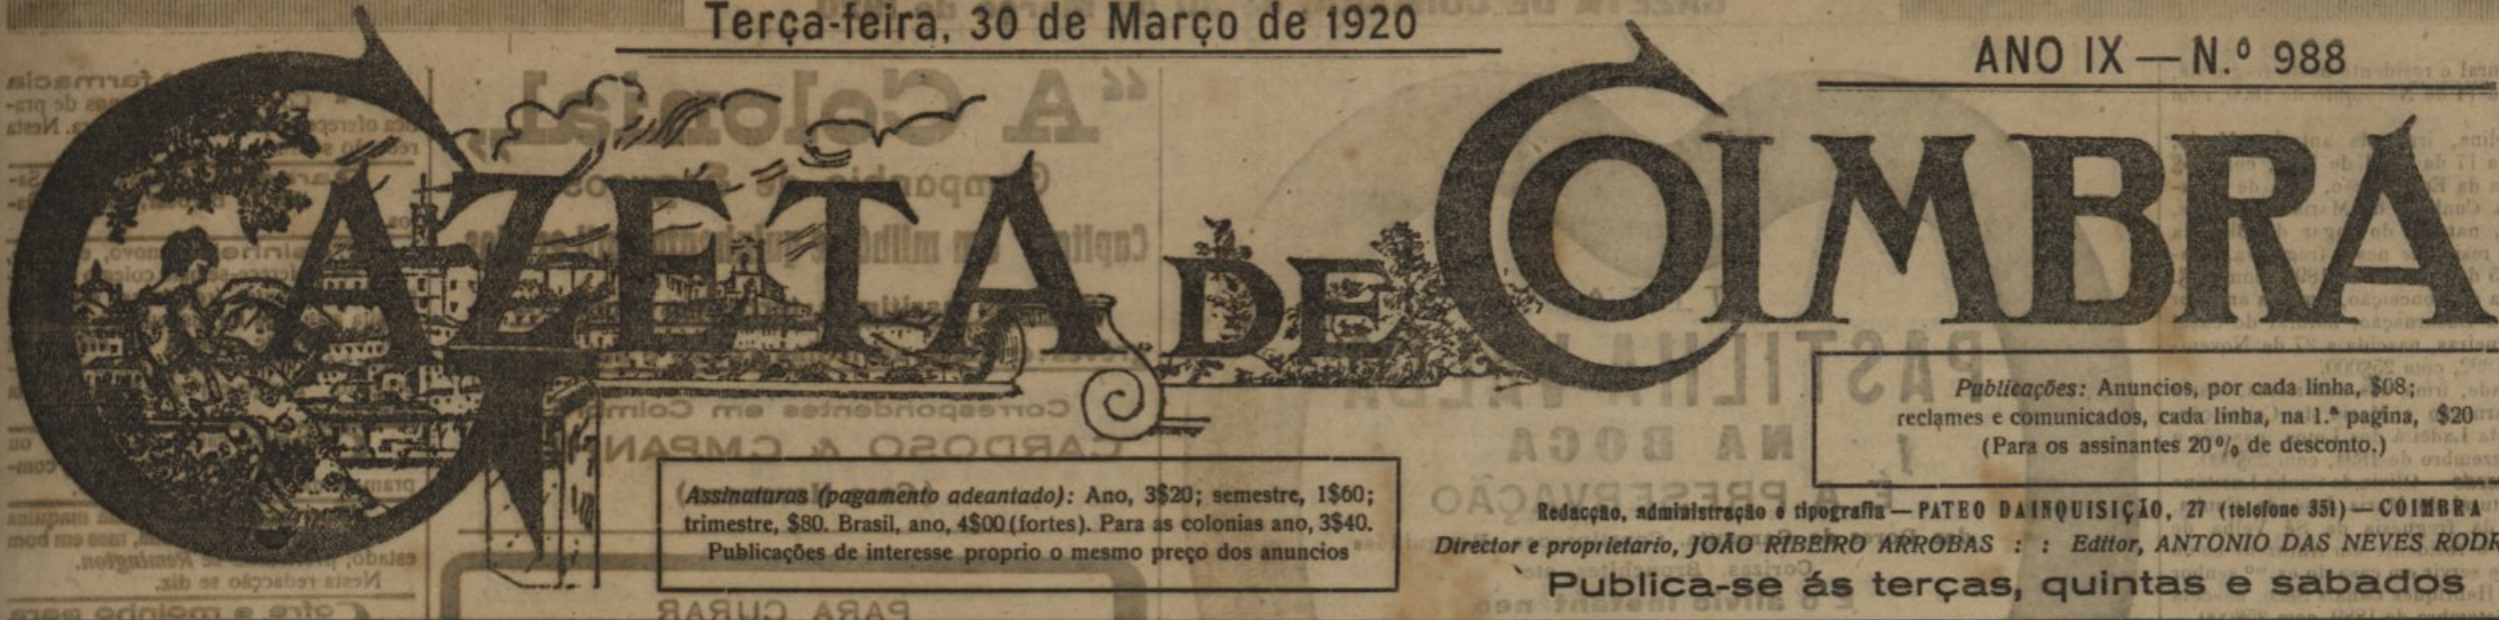 Terça-feira, 30 de Março de 1920
ANO IX — N.º 988
GAZETA DE COIMBRA
Publicações: Anuncios, por cada linha, $08;
reclames e comunicados, cada linha, na 1.ª pagina, $20
(Para os assinantes 20% de desconto.)
Assinaturas (pagamento adeantado): Ano, 3$20; semestre, 1$60;
trimestre, $80. Brasil, ano, 4$00 (fortes). Para as colonias ano, 3$40.
Publicações de interesse proprio o mesmo preço dos anuncios
Redacção, administração e tipografia — PATEO DA INQUISIÇÃO, 27 (telefone 351) — COIMBRA
Director e proprietario, JOÃO RIBEIRO ARROBAS : : Editor, ANTONIO DAS NEVES RODR
Publica-se ás terças, quintas e sabados